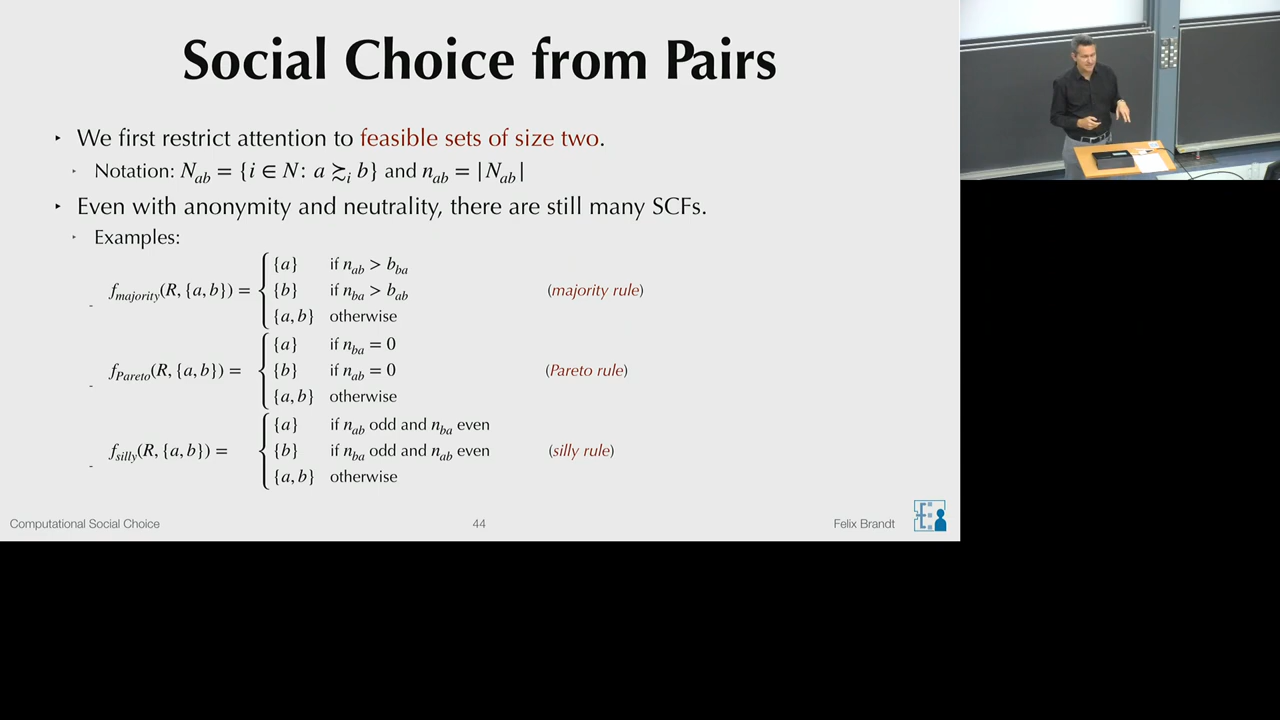 Social Choice from Pairs
‣ We first restrict attention to feasible sets of size two.
‣ Notation: N_ab = {i ∈ N: a ≿_i b} and n_ab = |N_ab|
‣ Even with anonymity and neutrality, there are still many SCFs.
‣ Examples:
- f_majority(R, {a, b}) = { {a} if n_ab > b_ba
{b} if n_ba > b_ab (majority rule)
{a, b} otherwise
- f_Pareto(R, {a, b}) = { {a} if n_ba = 0
{b} if n_ab = 0 (Pareto rule)
{a, b} otherwise
- f_silly(R, {a, b}) = { {a} if n_ab odd and n_ba even
{b} if n_ba odd and n_ab even (silly rule)
{a, b} otherwise
Computational Social Choice 44 Felix Brandt